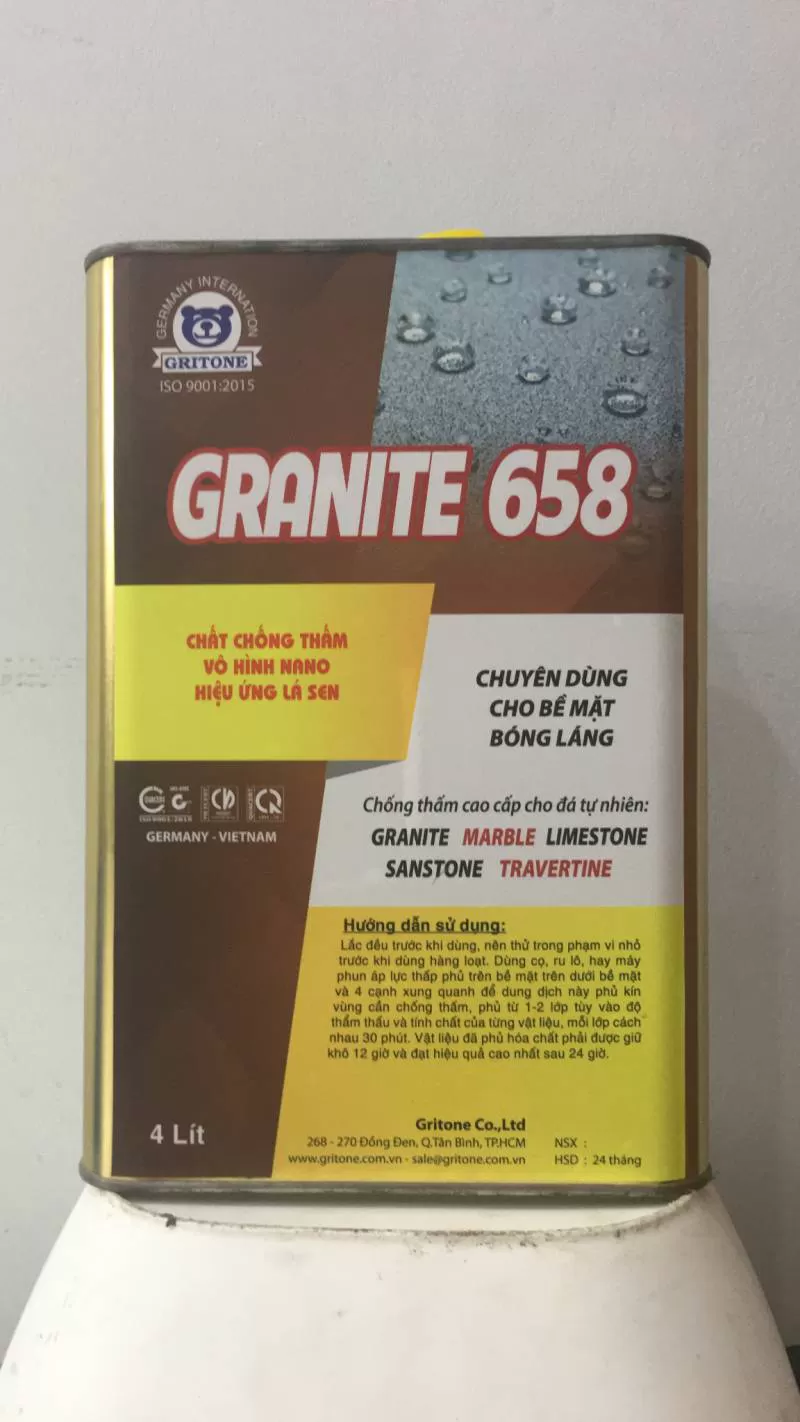 GERMANY INTERNATION
GRITONE
ISO 9001:2015
GRANITE 658
CHẤT CHỐNG THẤM
VÔ HÌNH NANO
HIỆU ỨNG LÁ SEN
CHUYÊN DÙNG
CHO BỀ MẶT
BÓNG LÁNG
GERMANY - VIETNAM
Chống thấm cao cấp cho đá tự nhiên:
GRANITE MARBLE LIMESTONE
SANSTONE TRAVERTINE
Hướng dẫn sử dụng:
Lắc đều trước khi dùng, nên thử trong phạm vi nhỏ
trước khi dùng hàng loạt. Dùng cọ, ru lô, hay máy
phun áp lực thấp phủ trên bề mặt trên dưới bề mặt
và 4 cạnh xung quanh để dung dịch này phủ kín
vùng cần chống thấm, phủ từ 1-2 lớp tùy vào độ
thẩm thấu và tính chất của từng vật liệu, mỗi lớp cách
nhau 30 phút. Vật liệu đã phủ hóa chất phải được giữ
khô 12 giờ và đạt hiệu quả cao nhất sau 24 giờ.
4 Lít
Gritone Co.,Ltd
268 - 270 Đồng Đen, Q.Tân Bình, TP.HCM
www.gritone.com.vn - sale@gritone.com.vn
NSX :
HSD : 24 tháng